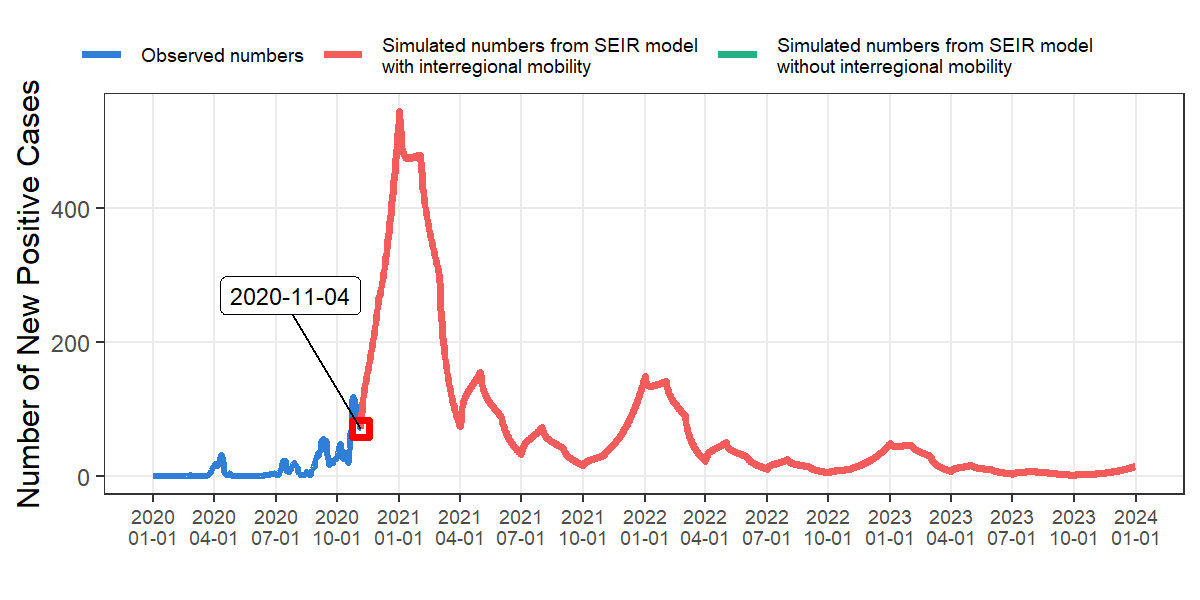 Observed numbers
Simulated numbers from SEIR model
with interregional mobility
Simulated numbers from SEIR model
without interregional mobility
Number of New Positive Cases
400
200
0
2020-11-04
2020 2020 2020 2020 2021 2021 2021 2021 2022 2022 2022 2022 2023 2023 2023 2023 2024
01-01 04-01 07-01 10-01 01-01 04-01 07-01 10-01 01-01 04-01 07-01 10-01 01-01 04-01 07-01 10-01 01-01